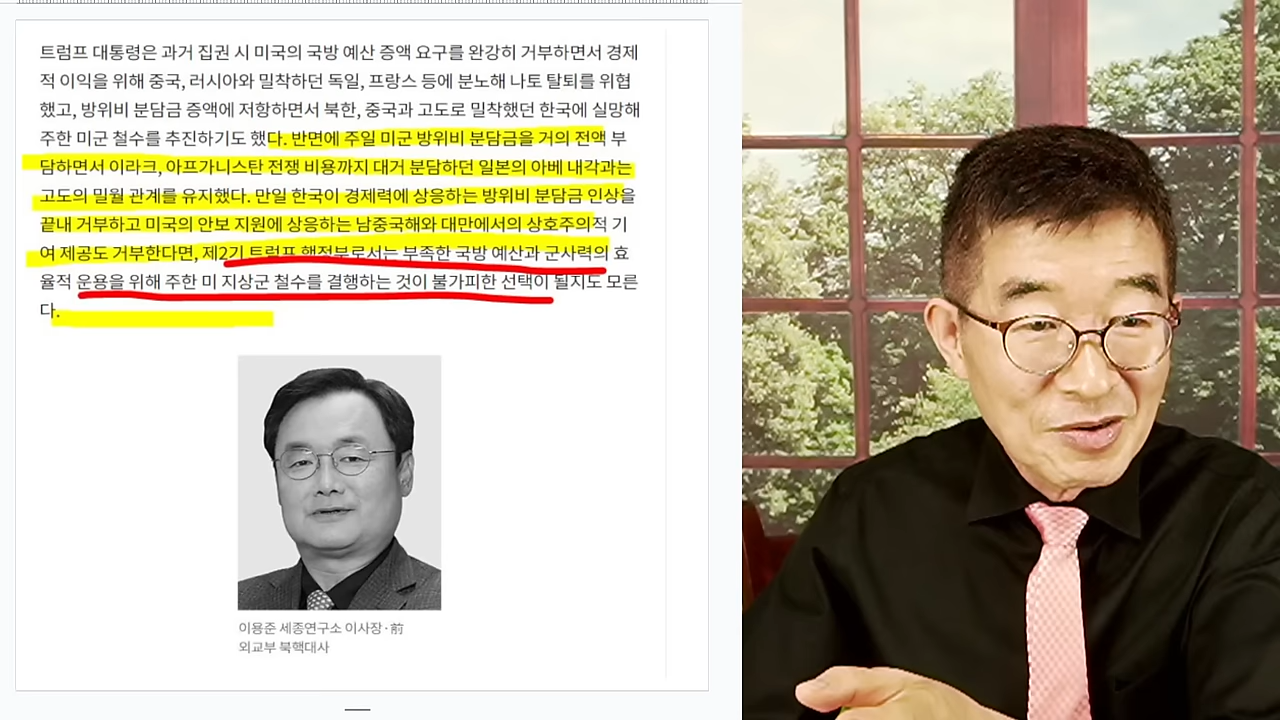 트럼프 대통령은 과거 집권 시 미국의 국방 예산 증액 요구를 완강히 거부하면서 경제
적 이익을 위해 중국, 러시아와 밀착하던 독일, 프랑스 등에 분노해 나토 탈퇴를 위협
했고, 방위비 분담금 증액에 저항하면서 북한, 중국과 고도로 밀착했던 한국에 실망해
주한 미군 철수를 추진하기도 했다. 반면에 주일 미군 방위비 분담금을 거의 전액 부
담하면서 이라크, 아프가니스탄 전쟁 비용까지 대거 분담하던 일본의 아베 내각과는
고도의 밀월 관계를 유지했다. 만일 한국이 경제력에 상응하는 방위비 분담금 인상을
끝내 거부하고 미국의 안보 지원에 상응하는 남중국해와 대만에서의 상호주의적 기
여 제공도 거부한다면, 제2기 트럼프 행정부로서는 부족한 국방 예산과 군사력의 효
율적 운용을 위해 주한 미 지상군 철수를 결행하는 것이 불가피한 선택이 될지도 모른
다.
이용준 세종연구소 이사장·前
외교부 북핵대사